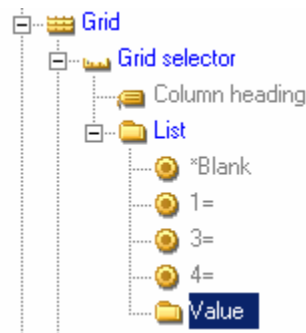 Grid
Grid selector
Column heading
List
*Blank
1=
3=
4=
Value